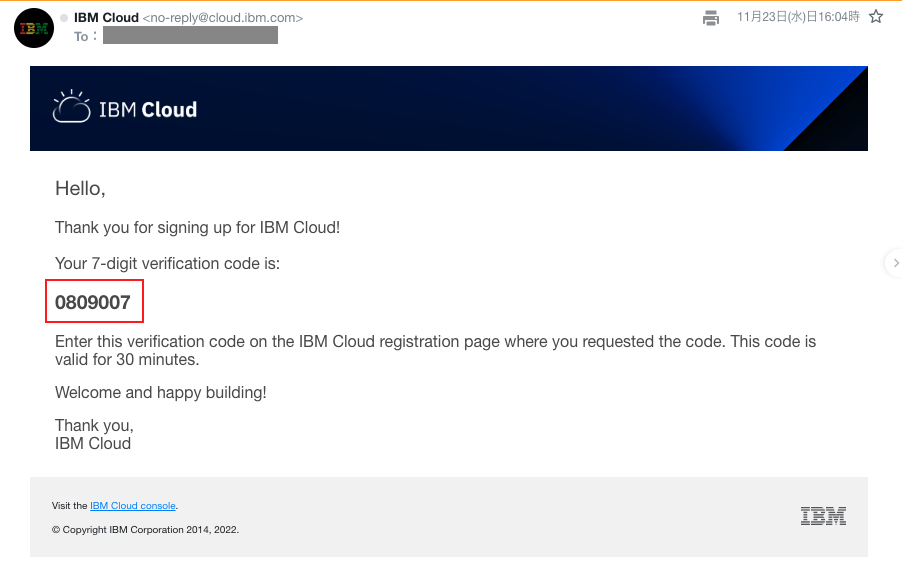 IBM
IBM Cloud <no-reply@cloud.ibm.com>
11月23日(水)日16:04時
To：
IBM Cloud
Hello,
Thank you for signing up for IBM Cloud!
Your 7-digit verification code is:
0809007
Enter this verification code on the IBM Cloud registration page where you requested the code. This code is
valid for 30 minutes.
Welcome and happy building!
Thank you,
IBM Cloud
Visit the IBM Cloud console.
© Copyright IBM Corporation 2014, 2022.
IBM